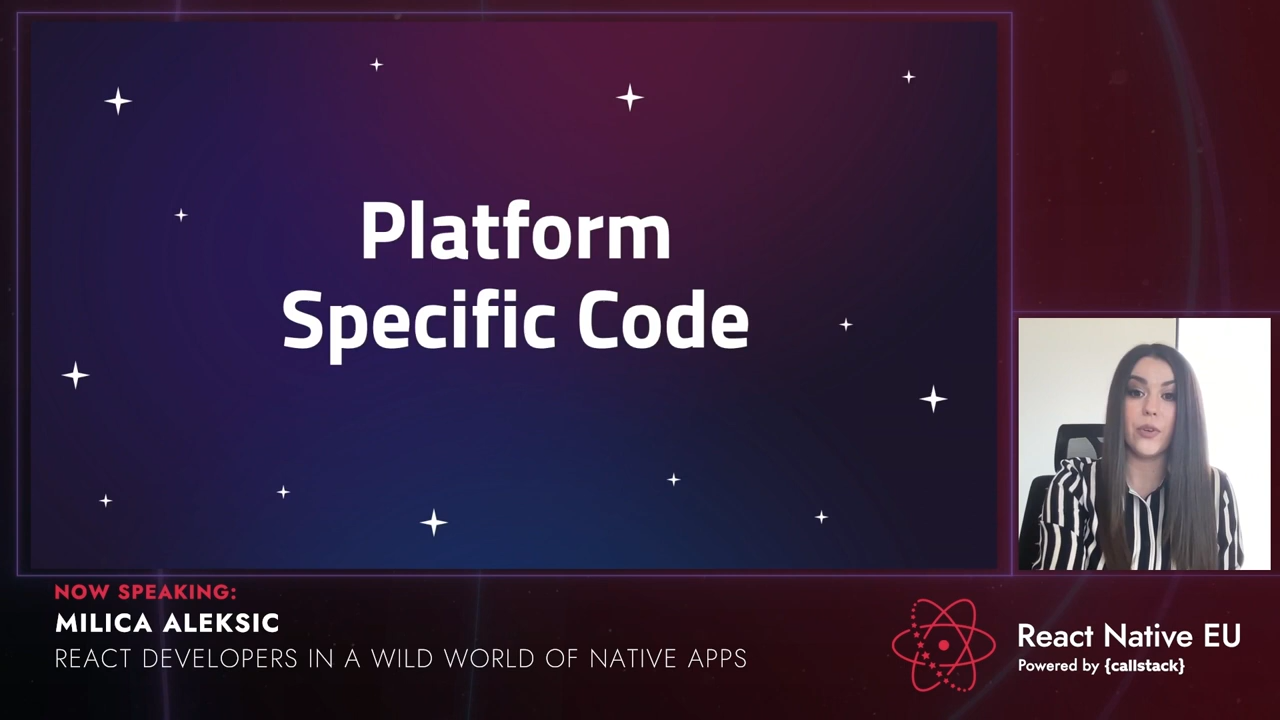 Platform
Specific Code
NOW SPEAKING:
MILICA ALEKSIC
REACT DEVELOPERS IN A WILD WORLD OF NATIVE APPS
React Native EU
Powered by {callstack}